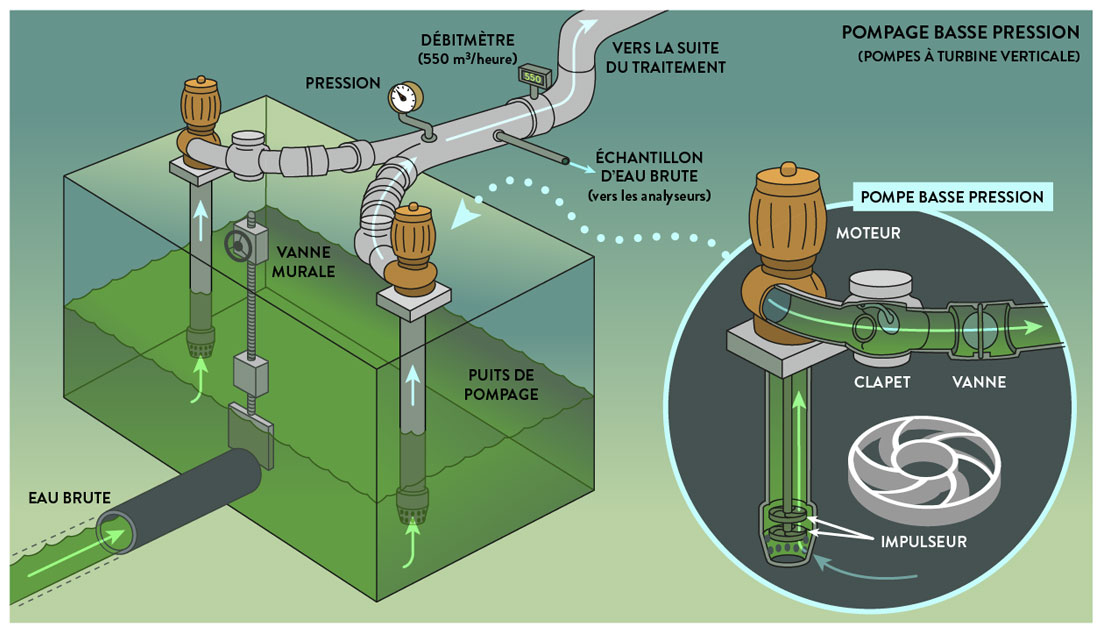 POMPAGE BASSE PRESSION
(POMPES À TURBINE VERTICALE)
DÉBITMÈTRE
(550 m³/heure)
VERS LA SUITE
DU TRAITEMENT
PRESSION
550
ÉCHANTILLON
D'EAU BRUTE
(vers les analyseurs)
VANNE
MURALE
PUITS DE
POMPAGE
EAU BRUTE
POMPE BASSE PRESSION
MOTEUR
CLAPET
VANNE
IMPULSEUR